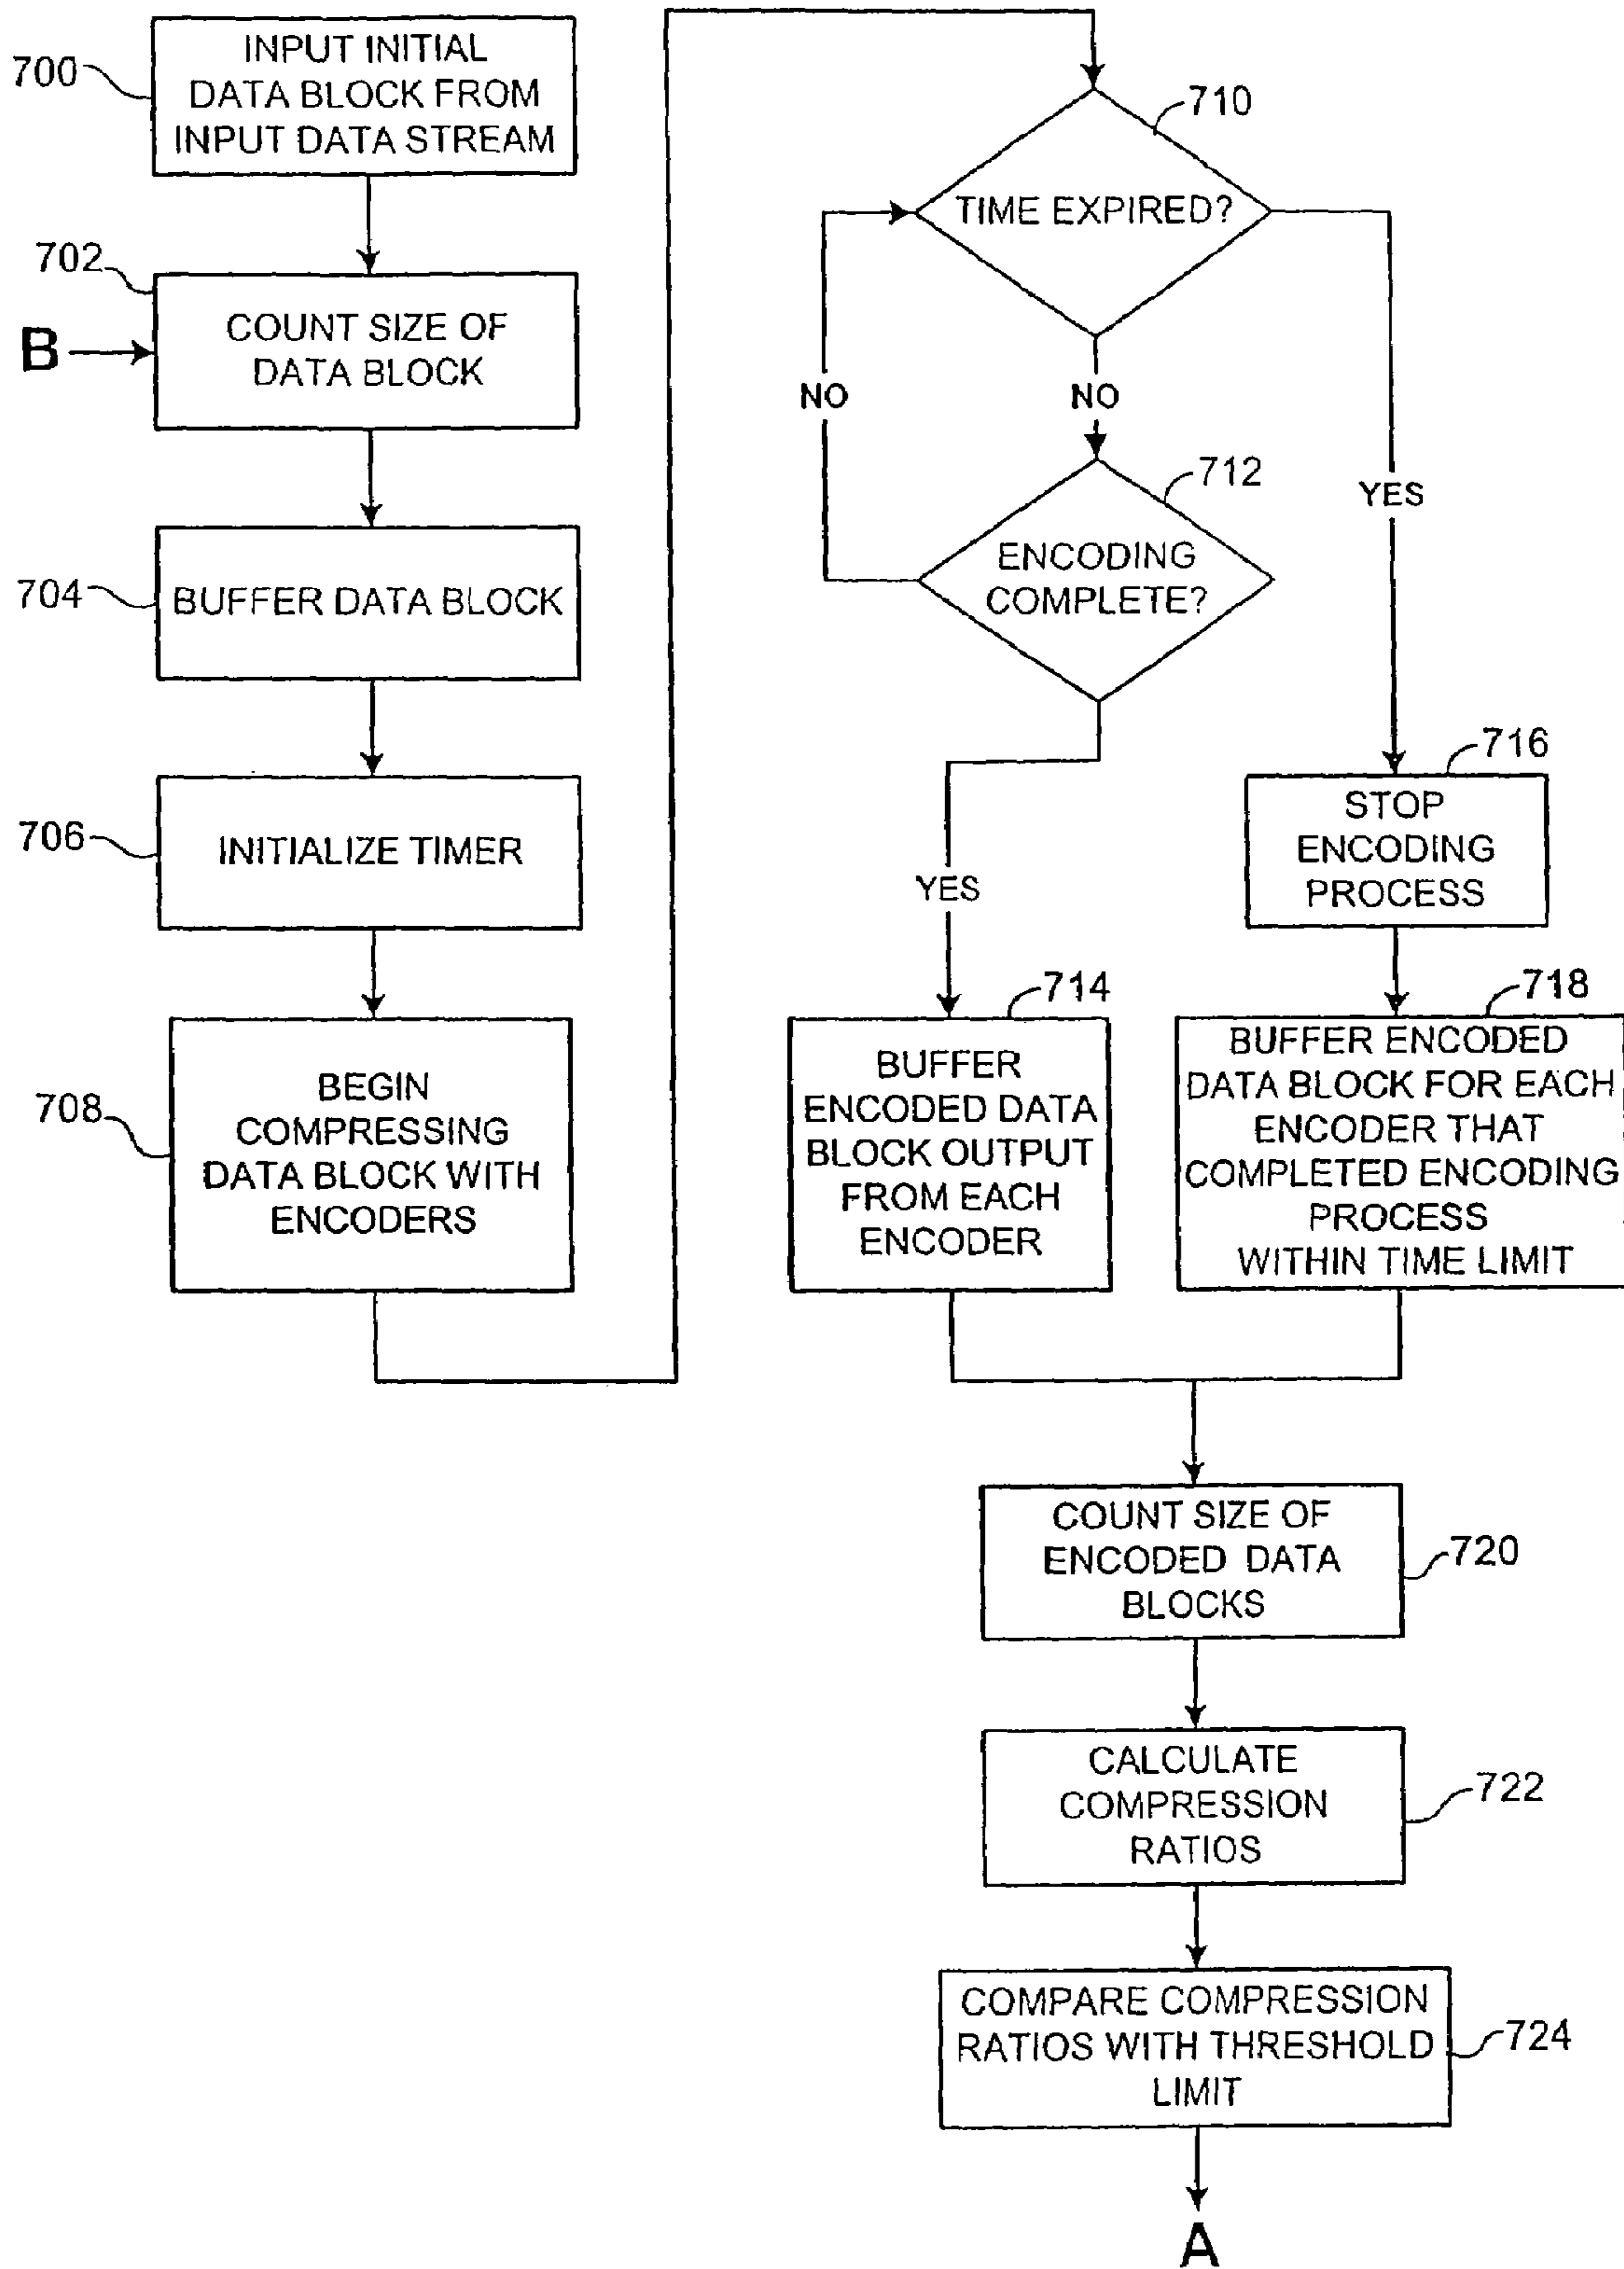 700
INPUT INITIAL
DATA BLOCK FROM
INPUT DATA STREAM
702
B
COUNT SIZE OF
DATA BLOCK
704
BUFFER DATA BLOCK
706
INITIALIZE TIMER
708
BEGIN
COMPRESSING
DATA BLOCK WITH
ENCODERS
710
TIME EXPIRED?
NO
NO
YES
712
ENCODING
COMPLETE?
YES
716
STOP
ENCODING
PROCESS
714
BUFFER
ENCODED DATA
BLOCK OUTPUT
FROM EACH
ENCODER
718
BUFFER ENCODED
DATA BLOCK FOR EACH
ENCODER THAT
COMPLETED ENCODING
PROCESS
WITHIN TIME LIMIT
COUNT SIZE OF
ENCODED DATA
BLOCKS
720
CALCULATE
COMPRESSION
RATIOS
722
COMPARE COMPRESSION
RATIOS WITH THRESHOLD
LIMIT
724
A